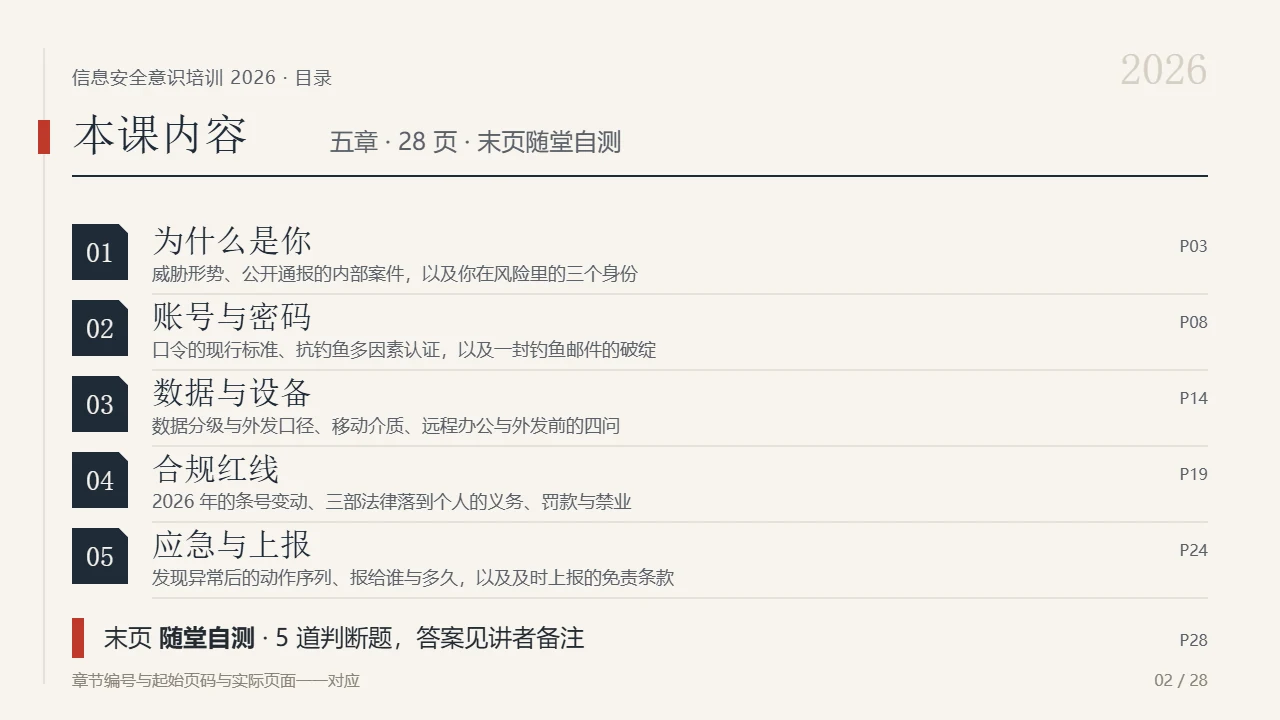 信息安全意识培训 2026 · 目录
2026
本课内容
五章 · 28 页 · 末页随堂自测
01
为什么是你
P03
威胁形势、公开通报的内部案件，以及你在风险里的三个身份
02
账号与密码
P08
口令的现行标准、抗钓鱼多因素认证，以及一封钓鱼邮件的破绽
03
数据与设备
P14
数据分级与外发口径、移动介质、远程办公与外发前的四问
04
合规红线
P19
2026 年的条号变动、三部法律落到个人的义务、罚款与禁业
05
应急与上报
P24
发现异常后的动作序列、报给谁与多久，以及及时上报的免责条款
末页 随堂自测 · 5 道判断题，答案见讲者备注
P28
章节编号与起始页码与实际页面一一对应
02 / 28